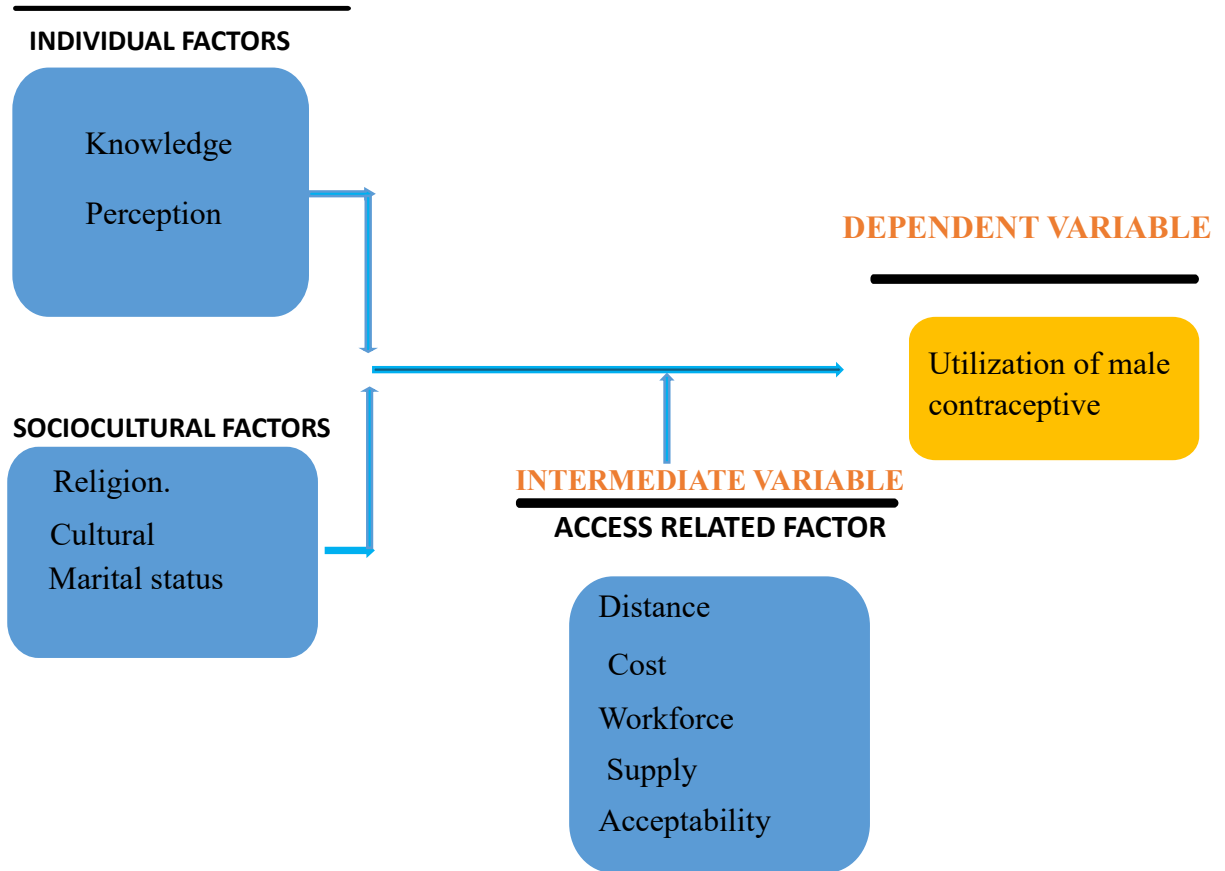 INDIVIDUAL FACTORS
Knowledge
Perception
SOCIOCULTURAL FACTORS
Religion.
Cultural
Marital status
INTERMEDIATE VARIABLE
ACCESS RELATED FACTOR
Distance
Cost
Workforce
Supply
Acceptability
DEPENDENT VARIABLE
Utilization of male
contraceptive